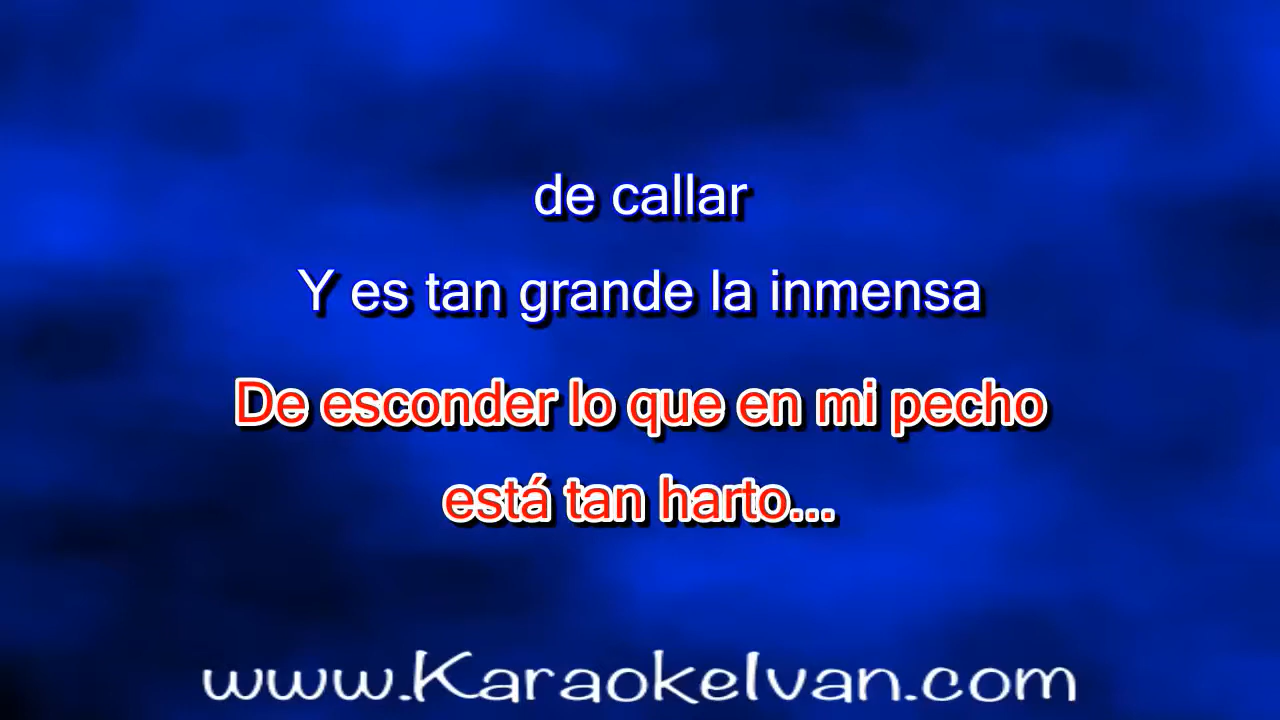 de callar
Y es tan grande la inmensa
De esconder lo que en mi pecho
está tan harto...
www.KaraokeIvan.com